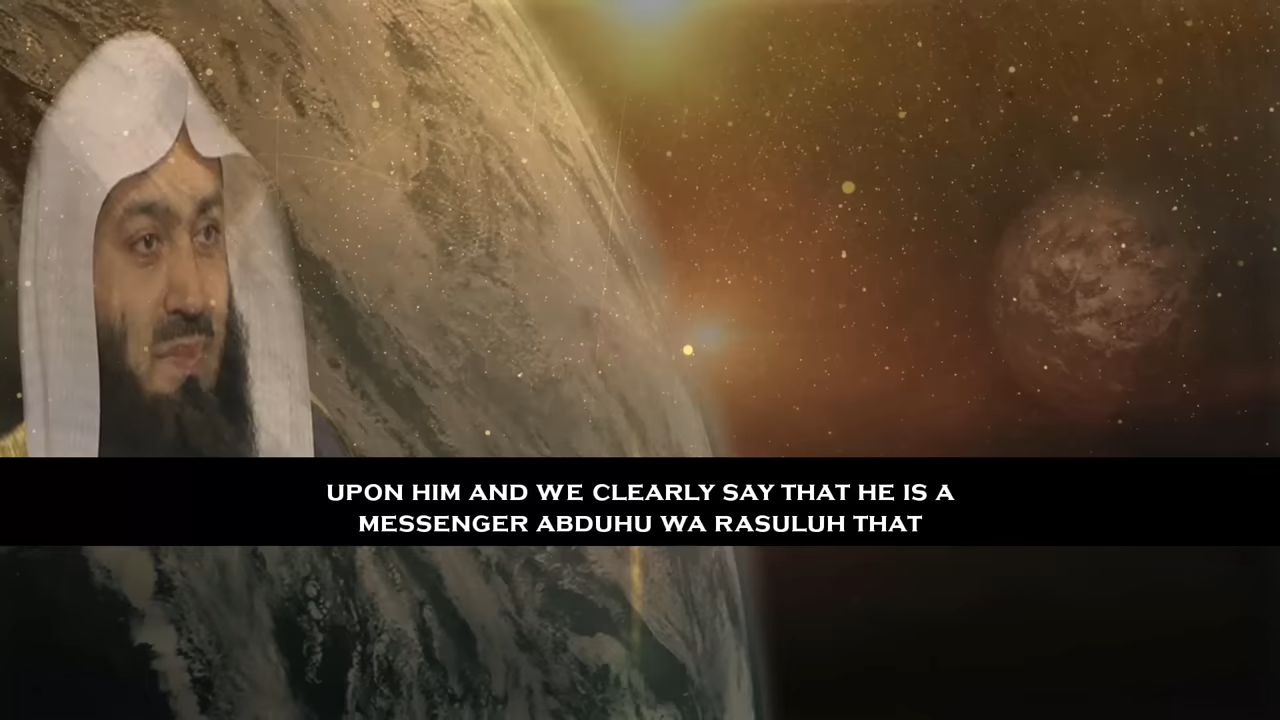 UPON HIM AND WE CLEARLY SAY THAT HE IS A
MESSENGER ABDUHU WA RASULUH THAT